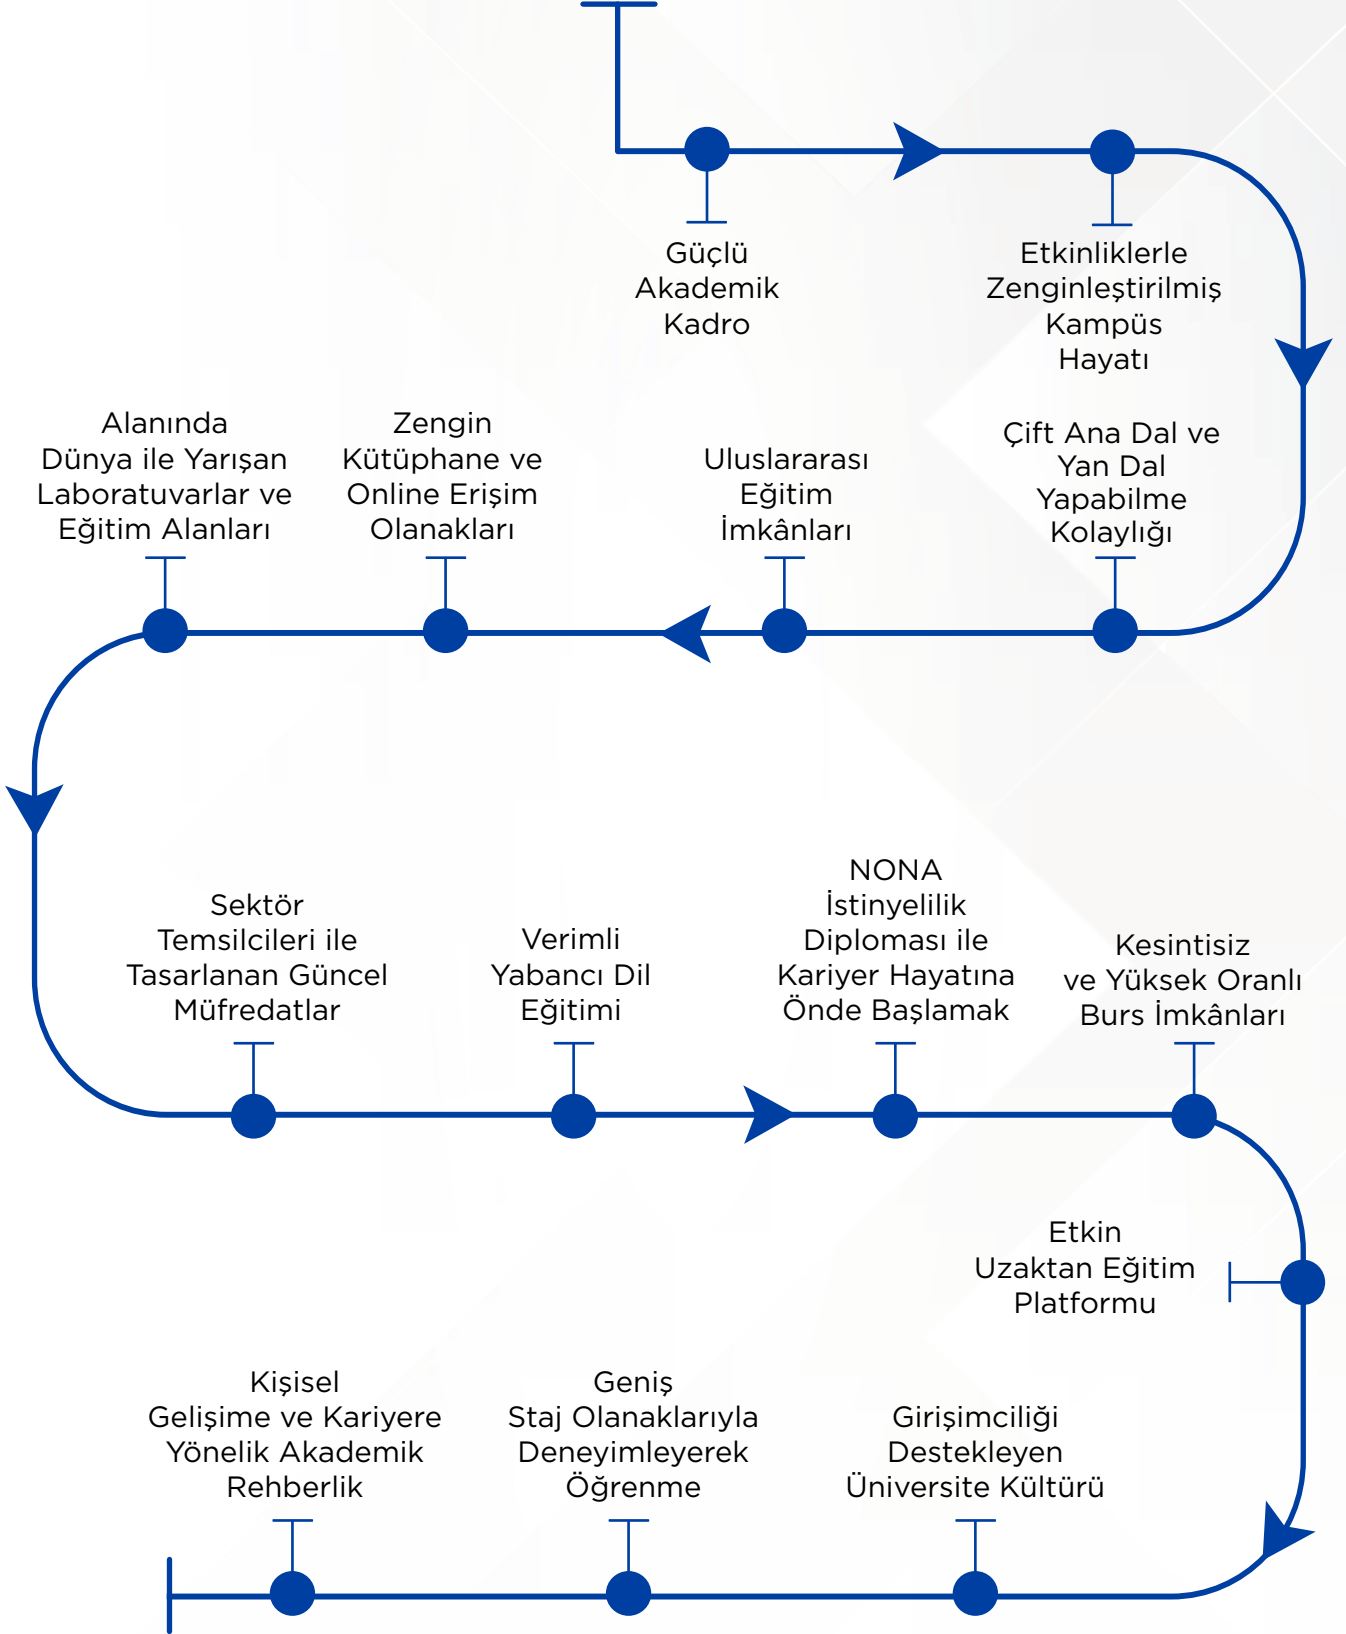 Güçlü
Akademik
Kadro
Etkinliklerle
Zenginleştirilmiş
Kampüs
Hayatı
Çift Ana Dal ve
Yan Dal
Yapabilme
Kolaylığı
Uluslararası
Eğitim
İmkânları
Zengin
Kütüphane ve
Online Erişim
Olanakları
Alanında
Dünya ile Yarışan
Laboratuvarlar ve
Eğitim Alanları
Sektör
Temsilcileri ile
Tasarlanan Güncel
Müfredatlar
Verimli
Yabancı Dil
Eğitimi
NONA
İstinyelilik
Diploması ile
Kariyer Hayatına
Önde Başlamak
Kesintisiz
ve Yüksek Oranlı
Burs İmkânları
Etkin
Uzaktan Eğitim
Platformu
Girişimciliği
Destekleyen
Üniversite Kültürü
Geniş
Staj Olanaklarıyla
Deneyimleyerek
Öğrenme
Kişisel
Gelişime ve Kariyere
Yönelik Akademik
Rehberlik